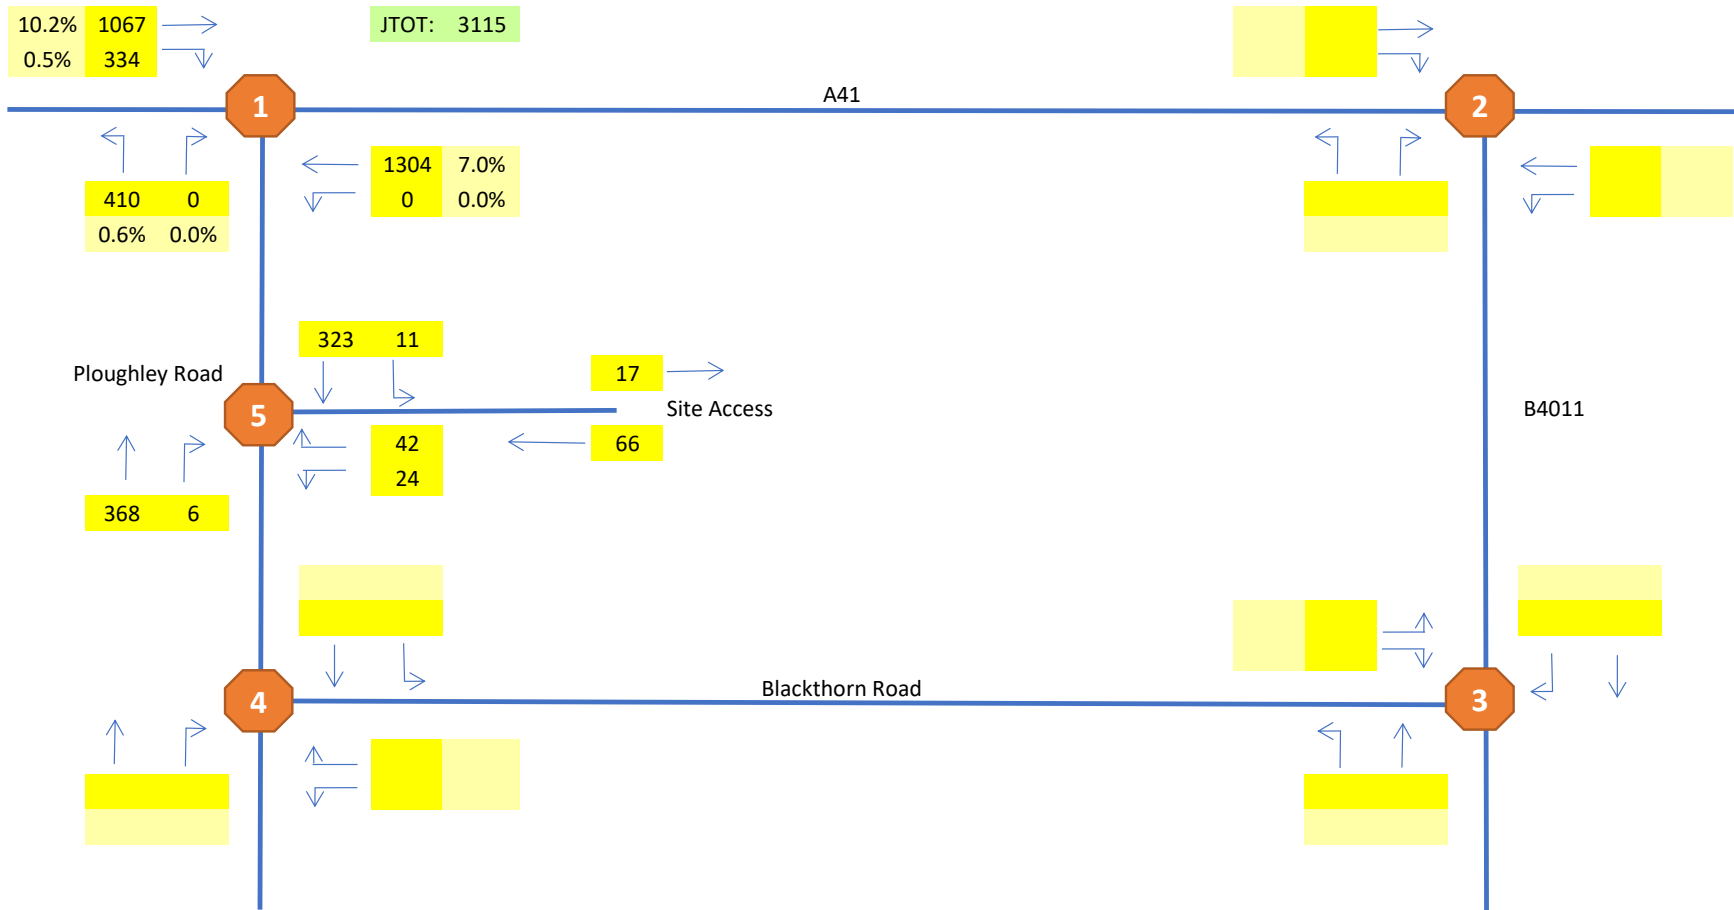 10.2% 1067
0.5% 334
JTOT: 3115
A41
1
2
1304 7.0%
0 0.0%
410 0
0.6% 0.0%
323 11
Ploughley Road
17
5
Site Access
B4011
42
24
66
368 6
4
Blackthorn Road
3